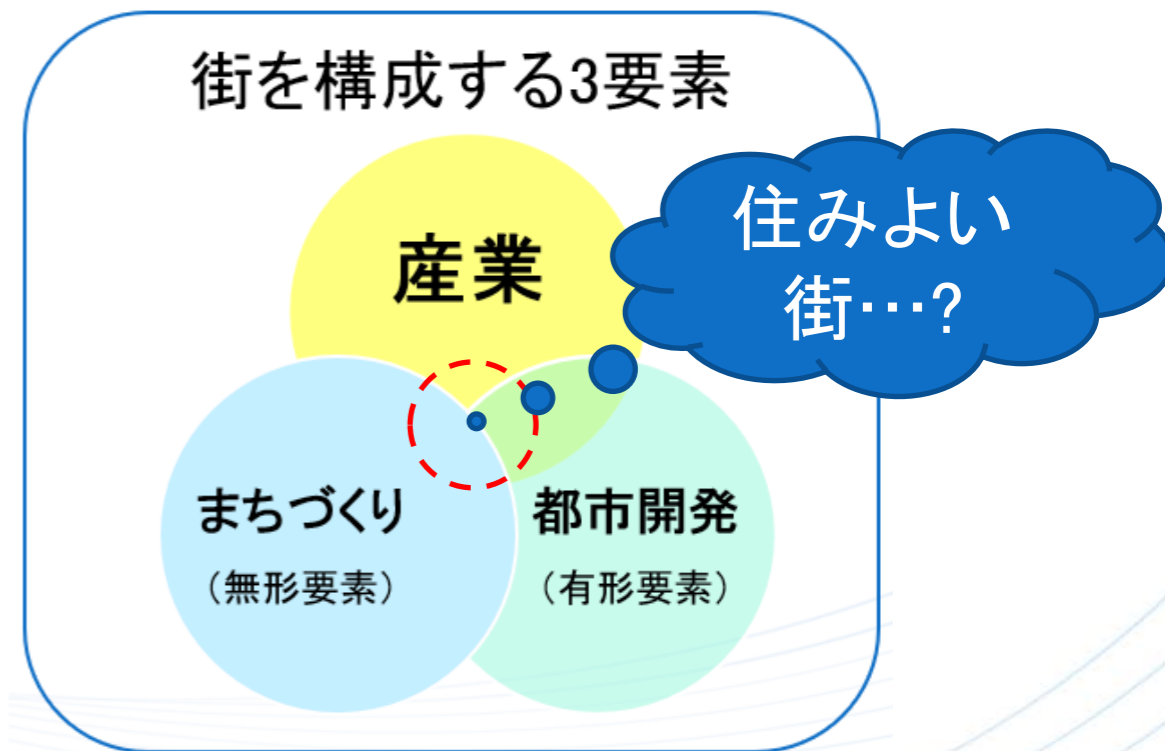 街を構成する3要素
産業
住みよい
街…?
まちづくり
（無形要素）
都市開発
（有形要素）